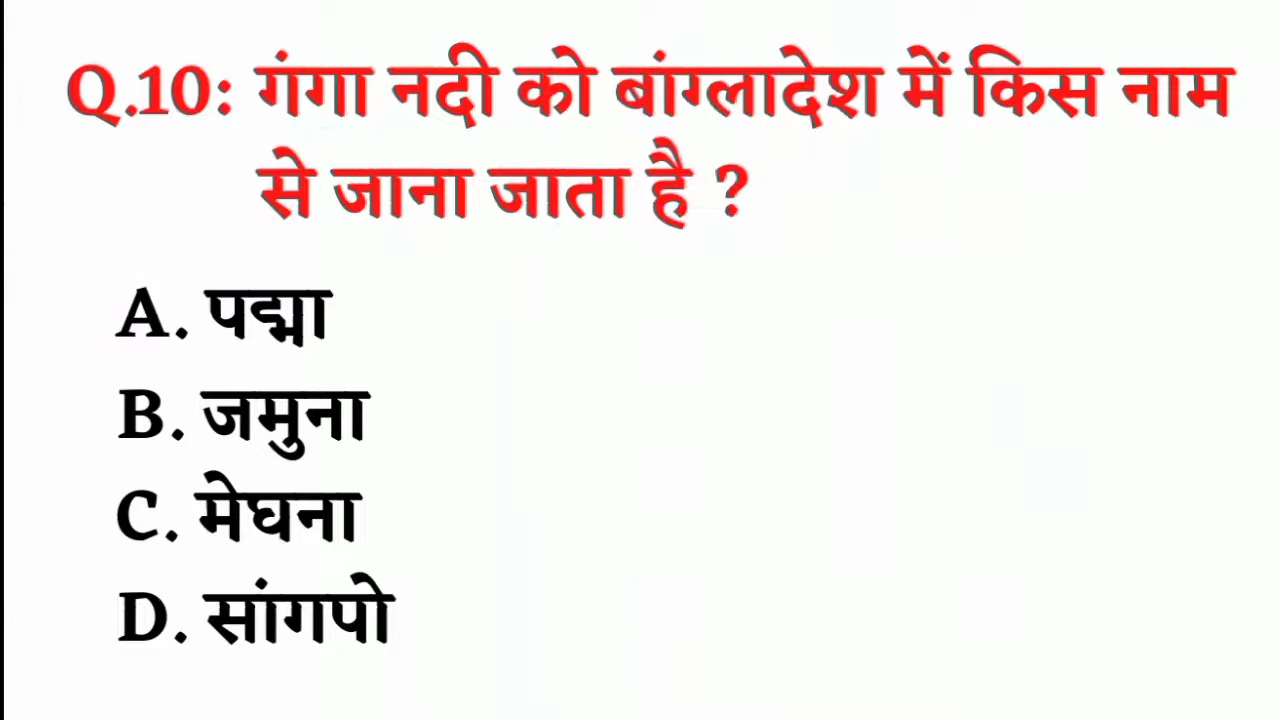 Q.10: गंगा नदी को बांग्लादेश में किस नाम
से जाना जाता है ?
A. पद्मा
B. जमुना
C. मेघना
D. सांगपो